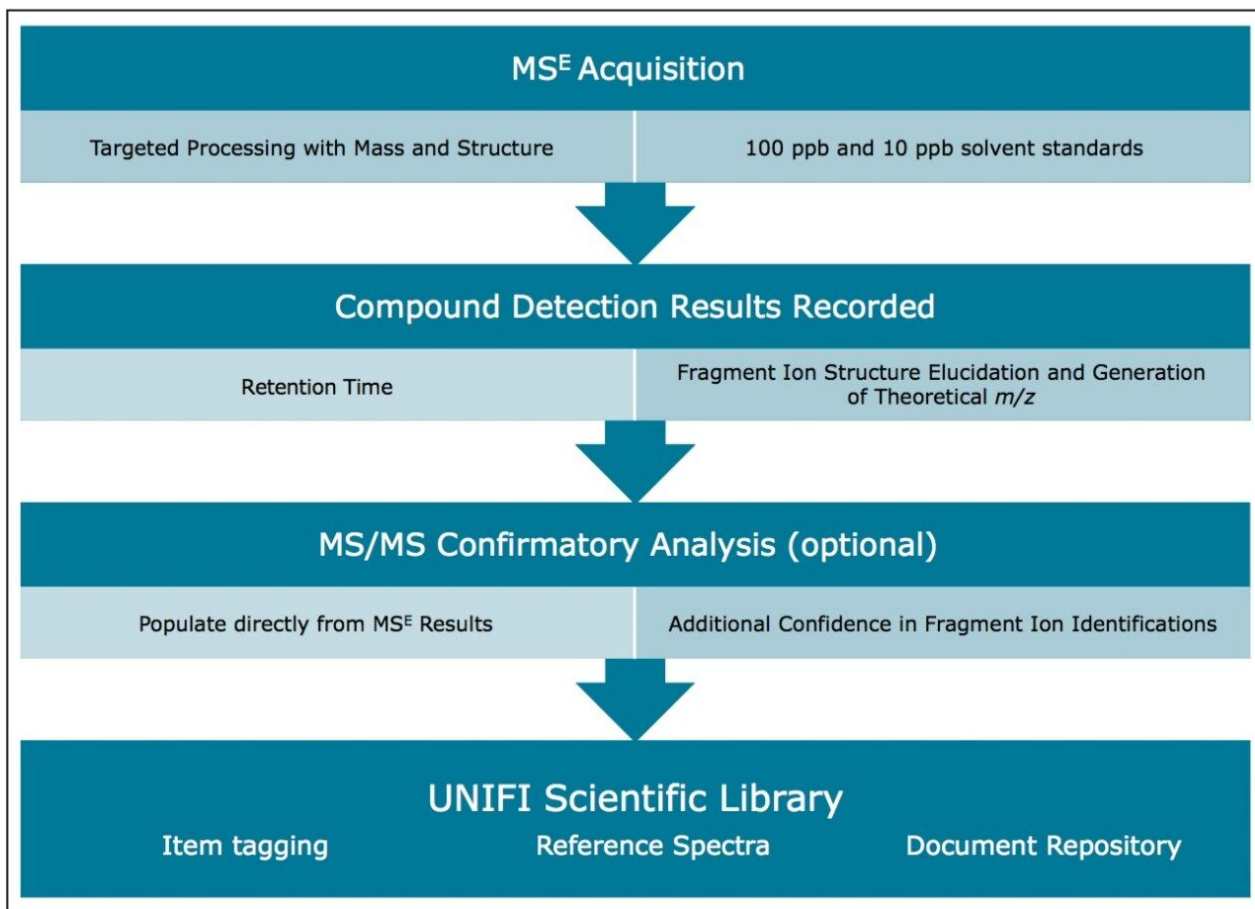 MSᴱ Acquisition
Targeted Processing with Mass and Structure
100 ppb and 10 ppb solvent standards
Compound Detection Results Recorded
Retention Time
Fragment Ion Structure Elucidation and Generation
of Theoretical m/z
MS/MS Confirmatory Analysis (optional)
Populate directly from MSᴱ Results
Additional Confidence in Fragment Ion Identifications
UNIFI Scientific Library
Item tagging
Reference Spectra
Document Repository